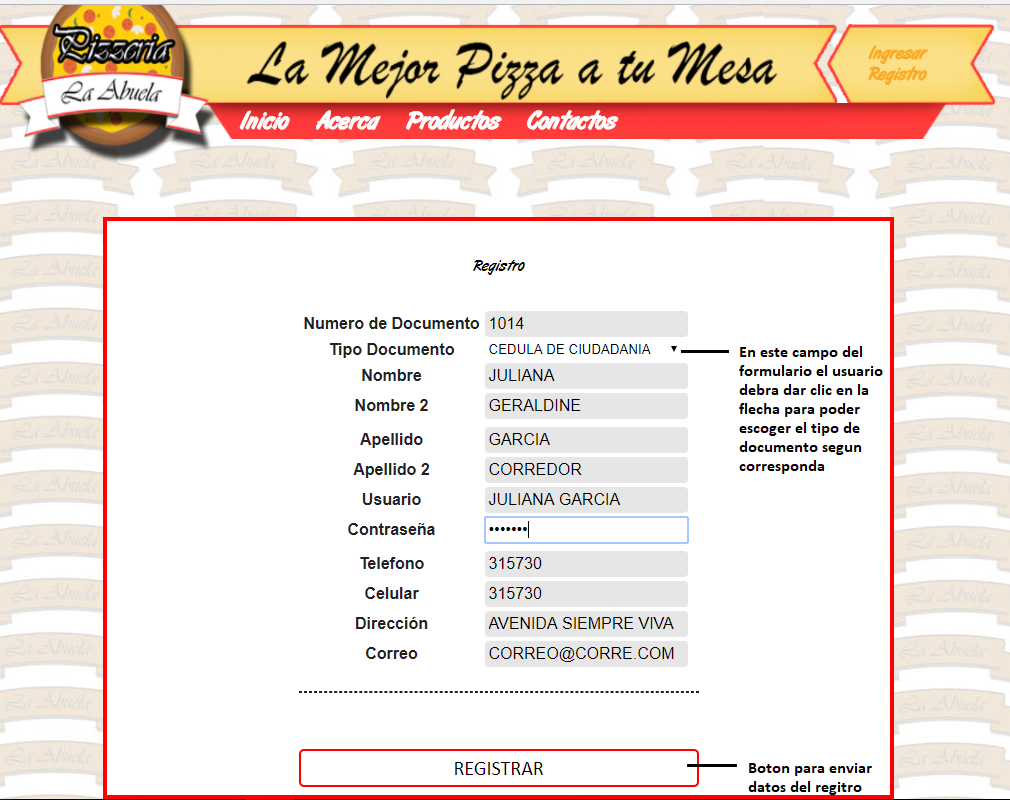 Pizzeria
La Abuela
La Mejor Pizza a tu Mesa
Ingresar
Registro
Inicio Acerca Productos Contactos
Registro
Numero de Documento 1014
Tipo Documento CEDULA DE CIUDADANIA
Nombre JULIANA
Nombre 2 GERALDINE
Apellido GARCIA
Apellido 2 CORREDOR
Usuario JULIANA GARCIA
Contraseña •••••••
Telefono 315730
Celular 315730
Dirección AVENIDA SIEMPRE VIVA
Correo CORREO@CORRE.COM
En este campo del
formulario el usuario
debra dar clic en la
flecha para poder
escoger el tipo de
documento segun
corresponda
REGISTRAR
Boton para enviar
datos del regitro